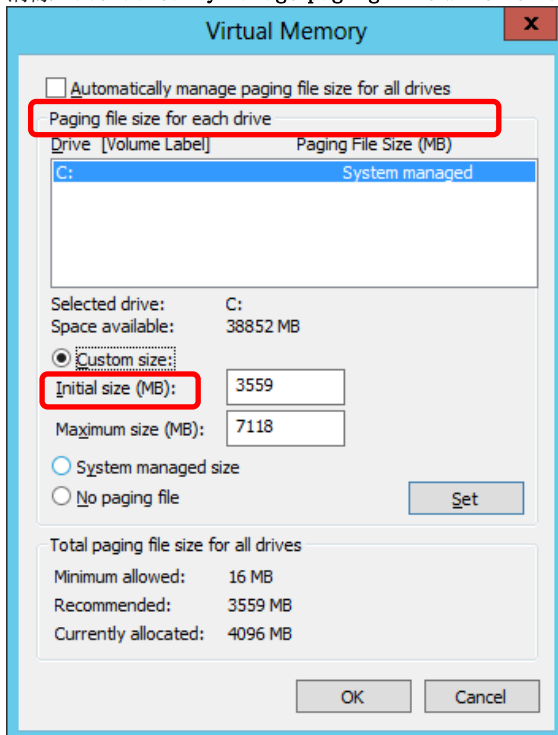 Virtual Memory
x
Automatically manage paging file size for all drives
Paging file size for each drive
Drive [Volume Label] Paging File Size (MB)
C: System managed
Selected drive: C:
Space available: 38852 MB
Custom size:
Initial size (MB): 3559
Maximum size (MB): 7118
System managed size
No paging file Set
Total paging file size for all drives
Minimum allowed: 16 MB
Recommended: 3559 MB
Currently allocated: 4096 MB
OK Cancel